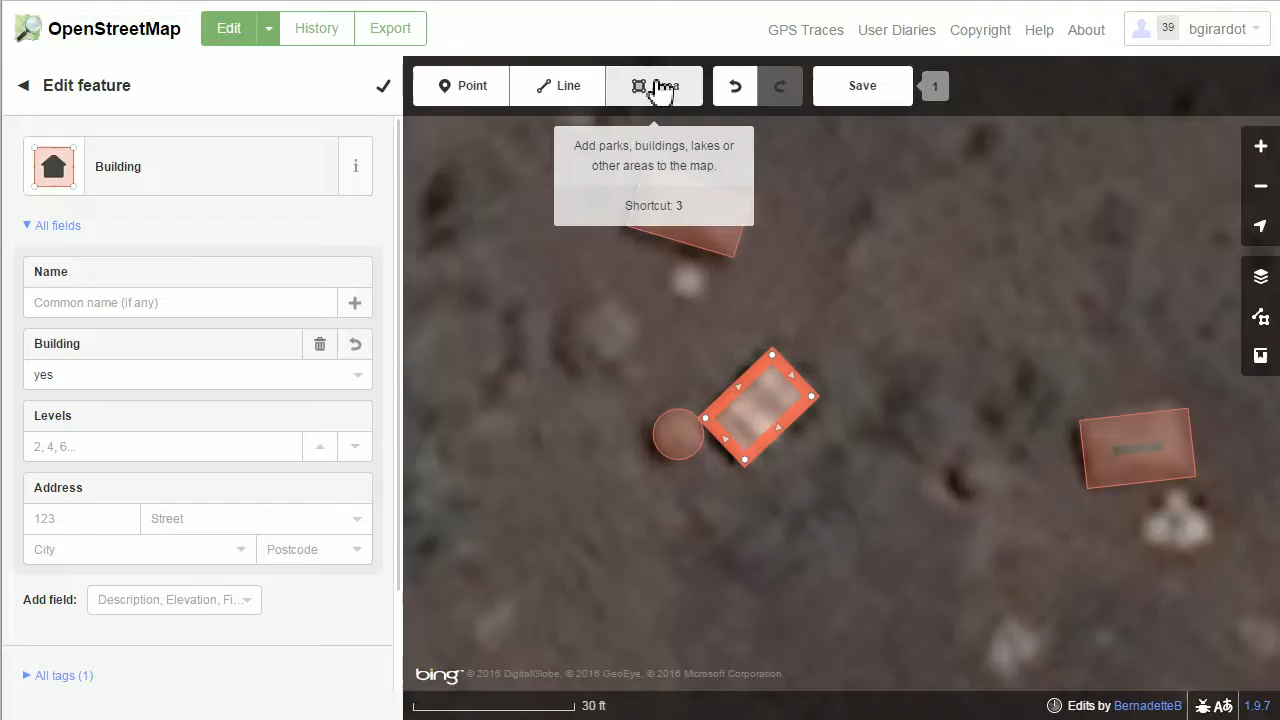 OpenStreetMap
Edit
History
Export
GPS Traces
User Diaries
Copyright
Help
About
39
bgirardot
Edit feature
Point
Line
Save
1
Add parks, buildings, lakes or
other areas to the map.
Shortcut: 3
Building
i
All fields
Name
Common name (if any)
Building
yes
Levels
2, 4, 6...
Address
123
Street
City
Postcode
Add field:
Description, Elevation, Fi...
All tags (1)
bing
© 2016 DigitalGlobe, © 2016 GeoEye, © 2016 Microsoft Corporation
30 ft
Edits by BernadetteB
1.9.7